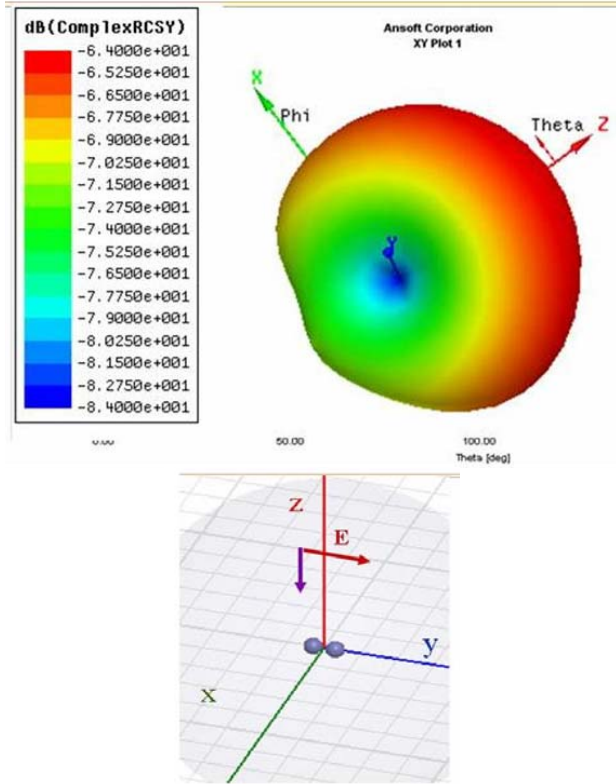 dB(ComplexRCSY)
-6.4000e+001
-6.5250e+001
-6.6500e+001
-6.7750e+001
-6.9000e+001
-7.0250e+001
-7.1500e+001
-7.2750e+001
-7.4000e+001
-7.5250e+001
-7.6500e+001
-7.7750e+001
-7.9000e+001
-8.0250e+001
-8.1500e+001
-8.2750e+001
-8.4000e+001
Ansoft Corporation
XY Plot 1
X
Phi
Theta
Z
Y
0.00
50.00
100.00
Theta [deg]
z
E
y
x